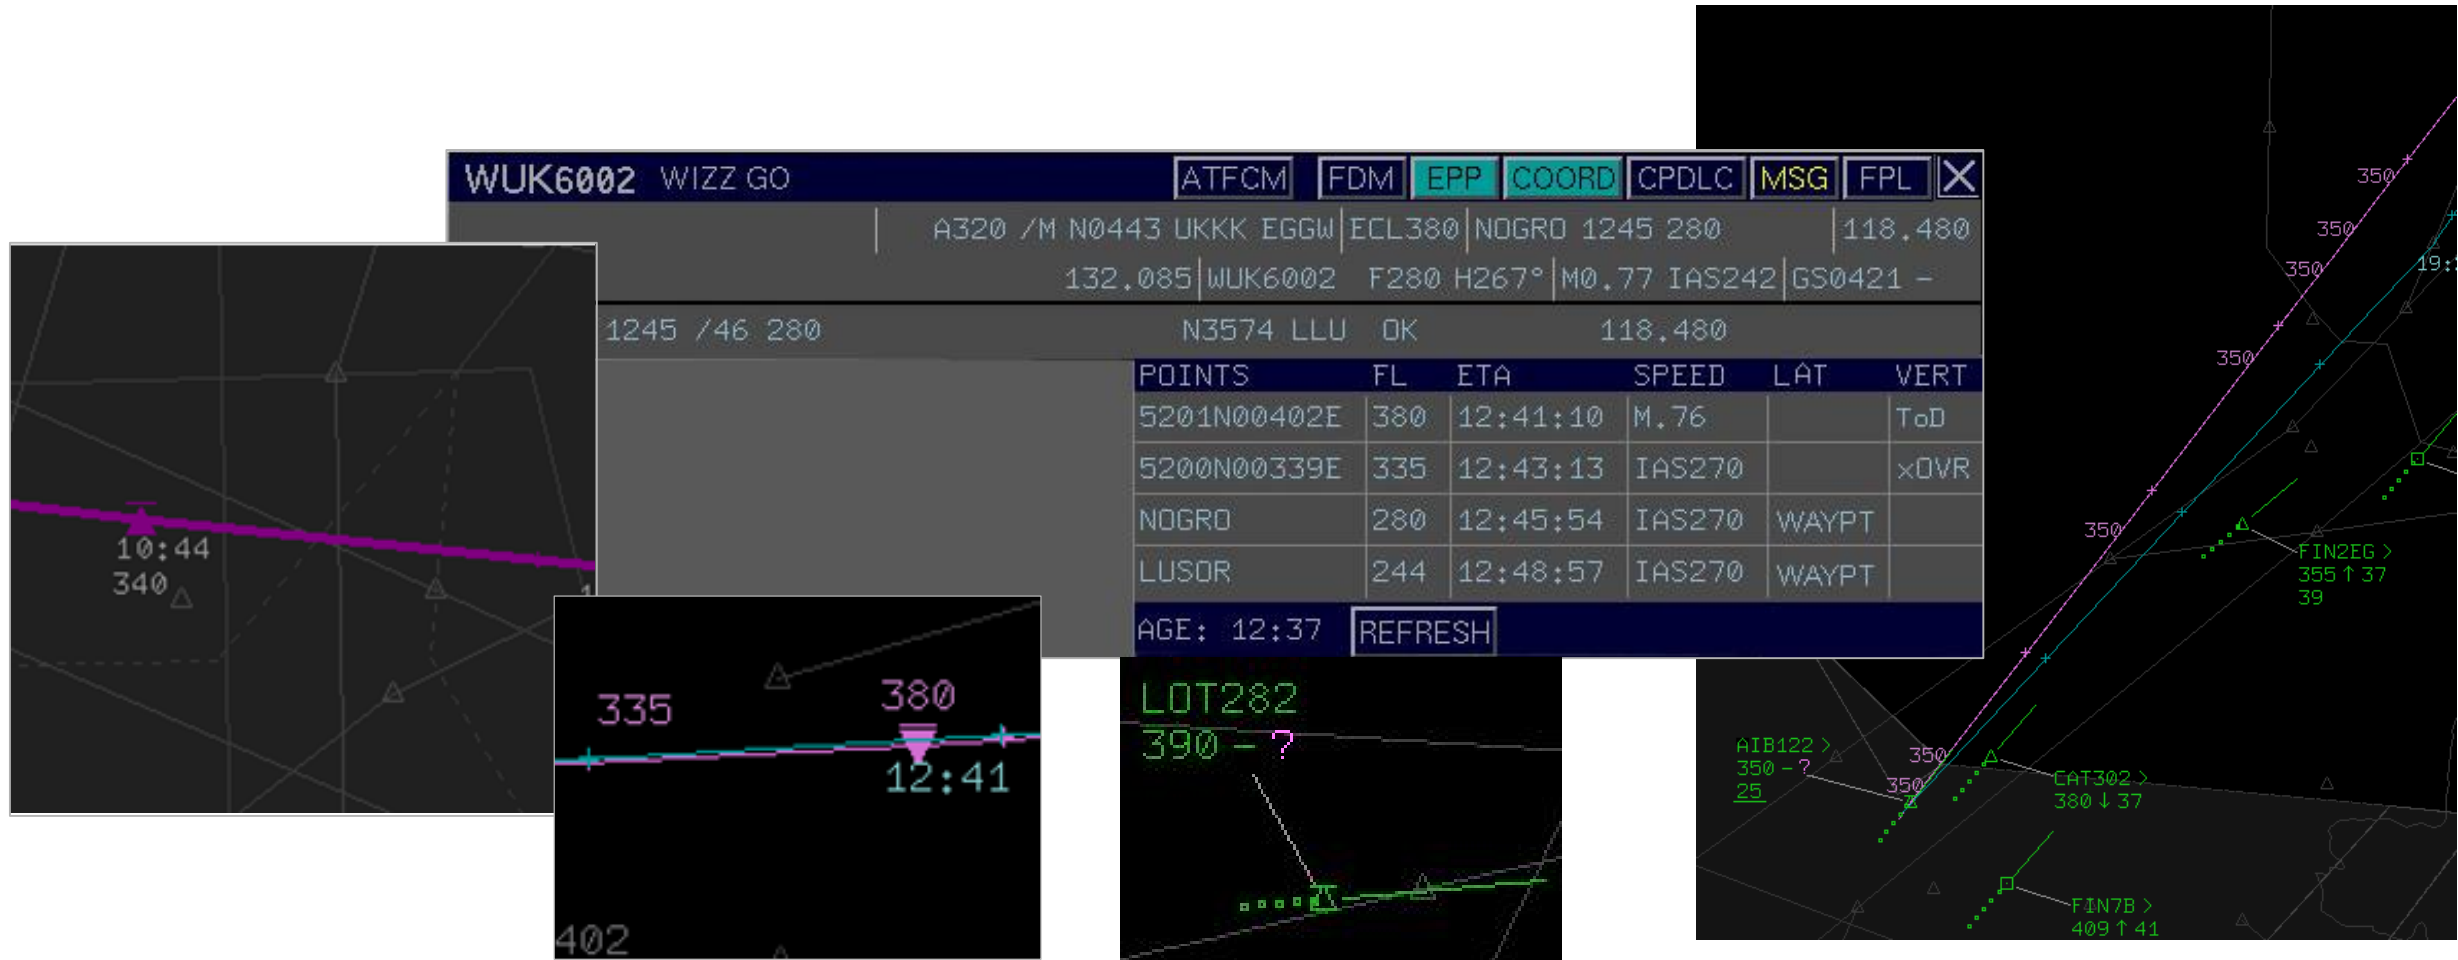 WUK6002 WIZZ GO ATFCM FDM EPP COORD CPDLC MSG FPL X
A320 /M N0443 UKKK EGGW ECL380 NOGRO 1245 280 118.480
132.085 WUK6002 F280 H267° M0.77 IAS242 GS0421 -
1245 /46 280 N3574 LLU OK 118.480
POINTS FL ETA SPEED LAT VERT
5201N00402E 380 12:41:10 M.76 ToD
5200N00339E 335 12:43:13 IAS270 xOVR
NOGRO 280 12:45:54 IAS270 WAYPT
LUSOR 244 12:48:57 IAS270 WAYPT
AGE: 12:37 REFRESH
10:44
340
335
380
12:41
402
LOT282
390 - ?
350
350
350
350
350
350
350
FIN2EG >
355 ↑ 37
39
AIB122 >
350 - ?
25
CAT302 >
380 ↓ 37
FIN7B >
409 ↑ 41